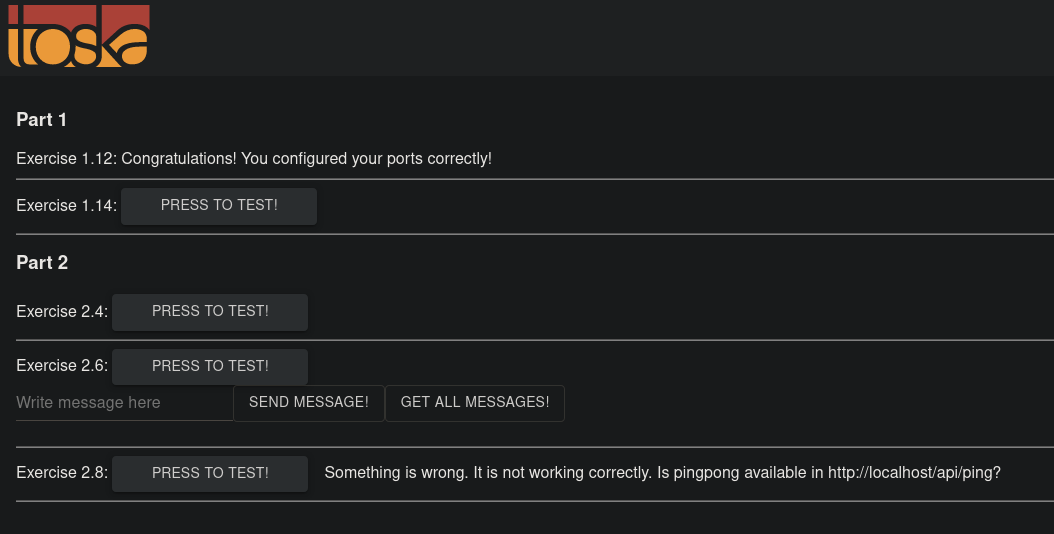 toska
Part 1
Exercise 1.12: Congratulations! You configured your ports correctly!
Exercise 1.14: PRESS TO TEST!
Part 2
Exercise 2.4: PRESS TO TEST!
Exercise 2.6: PRESS TO TEST!
Write message here SEND MESSAGE! GET ALL MESSAGES!
Exercise 2.8: PRESS TO TEST! Something is wrong. It is not working correctly. Is pingpong available in http://localhost/api/ping?